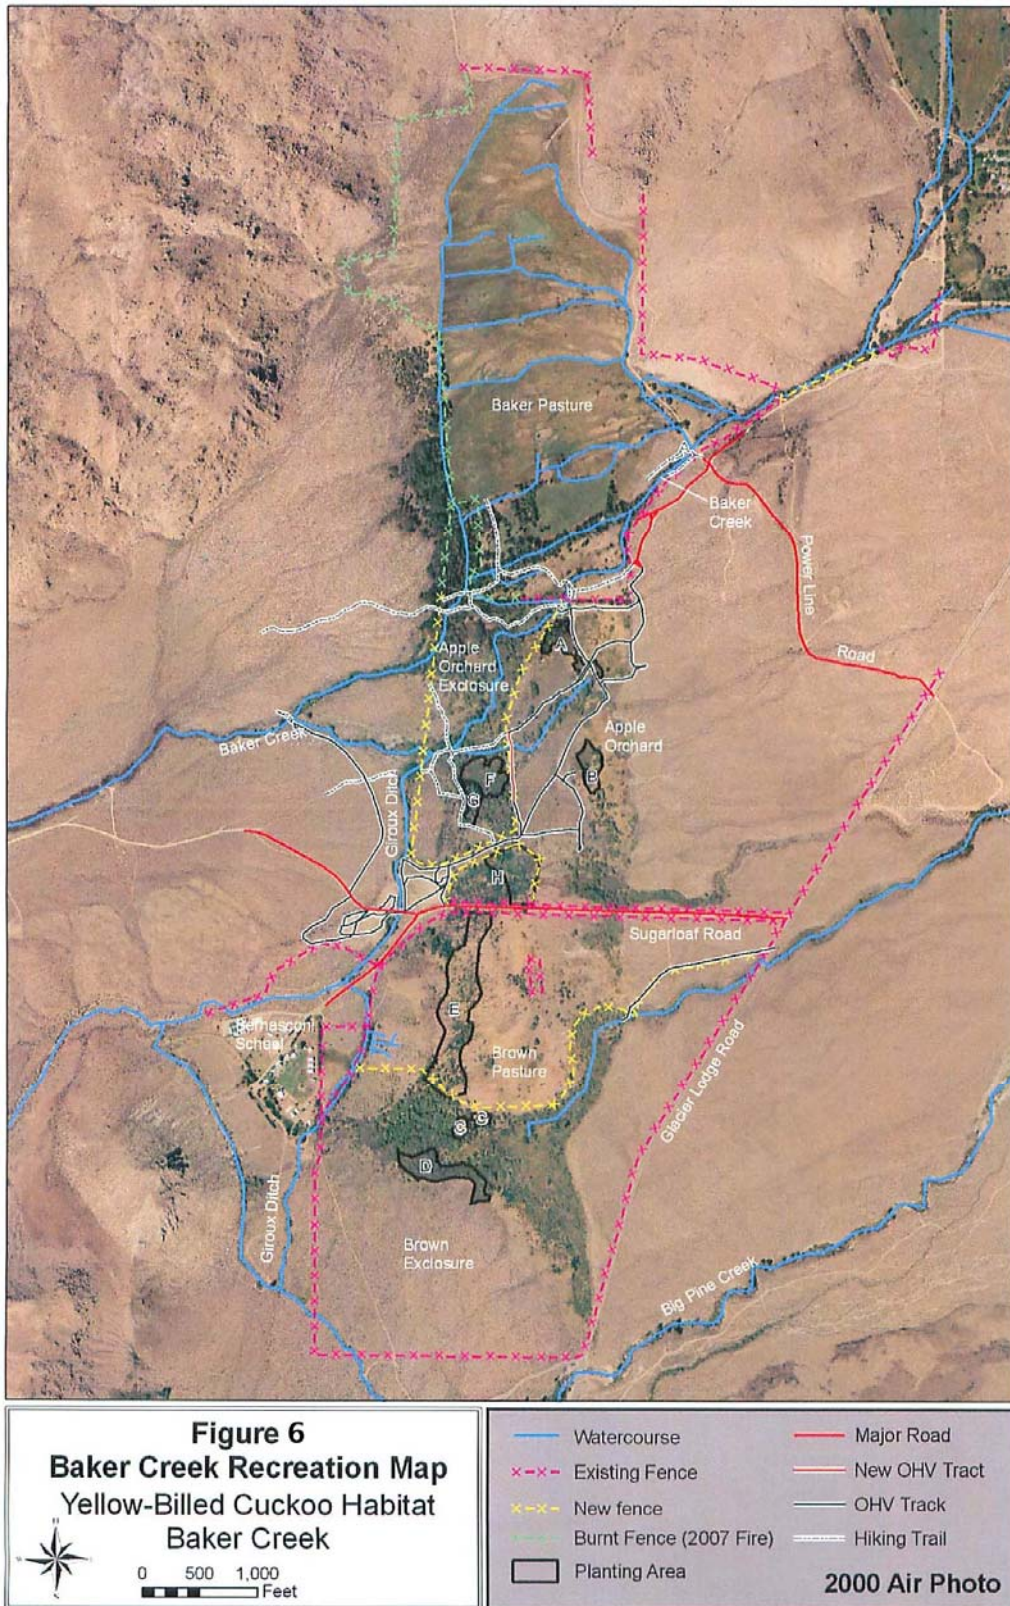 Baker Pasture
Baker
Creek
Power Line
Road
A
Apple
Orchard
Exclosure
Apple
Orchard
Baker Creek
B
F
G
Giroux Ditch
H
Sugarloaf Road
E
Bernasconi
School
Brown
Pasture
Glacier Lodge Road
C
C
D
Giroux Ditch
Brown
Exclosure
Big Pine Creek
Figure 6
Baker Creek Recreation Map
Yellow-Billed Cuckoo Habitat
Baker Creek
0 500 1,000
Feet
Watercourse
Existing Fence
New fence
Burnt Fence (2007 Fire)
Planting Area
Major Road
New OHV Tract
OHV Track
Hiking Trail
2000 Air Photo